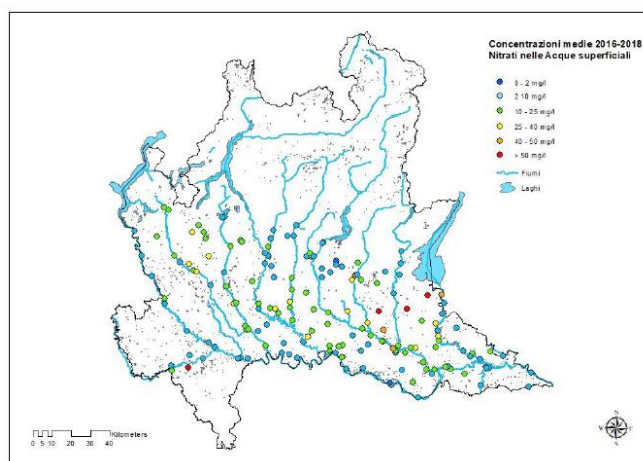 Concentrazioni medie 2016-2018
Nitrati nelle Acque superficiali
0 - 2 mg/l
2 10 mg/l
10 - 25 mg/l
25 - 40 mg/l
40 - 50 mg/l
> 50 mg/l
Fiumi
Laghi
0 5 10 20 30 40
Kilometers
N
W E
S